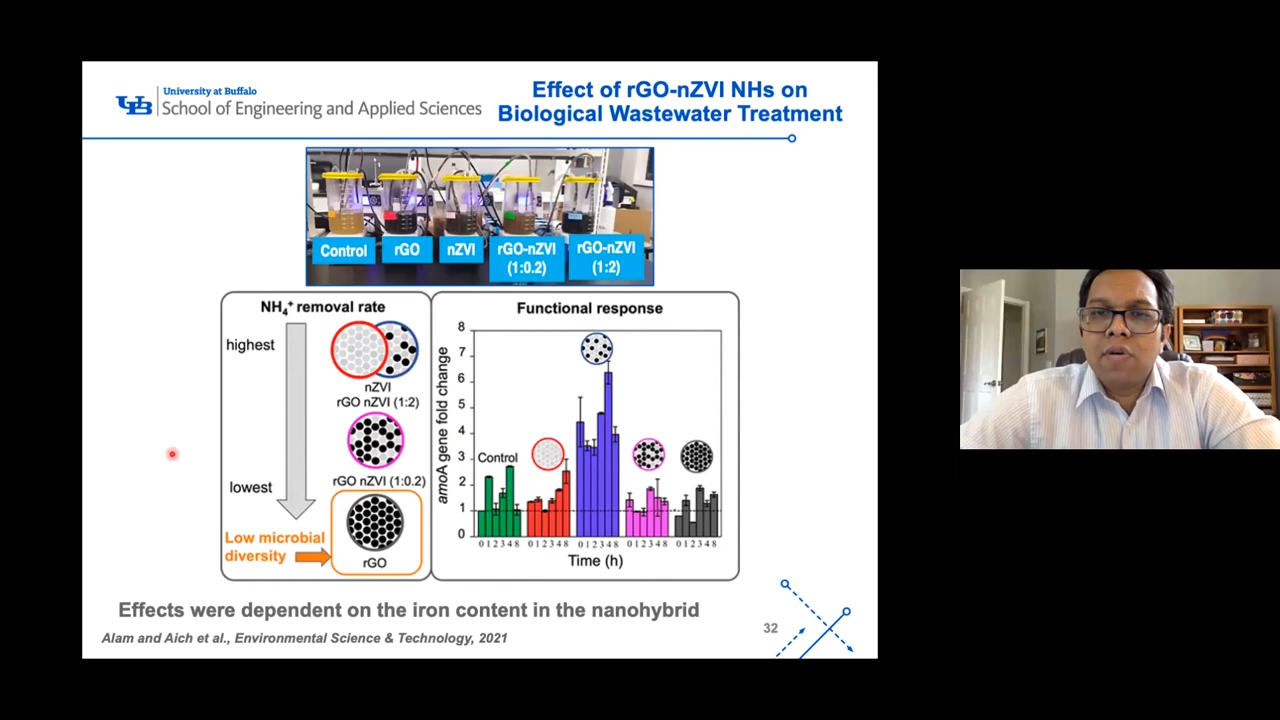 University at Buffalo
UB School of Engineering and Applied Sciences
Effect of rGO-nZVI NHs on
Biological Wastewater Treatment
Control
rGO
nZVI
rGO-nZVI
(1:0.2)
rGO-nZVI
(1:2)
NH₄⁺ removal rate
highest
nZVI
rGO nZVI (1:2)
rGO nZVI (1:0.2)
lowest
Low microbial
diversity
rGO
Functional response
amoA gene fold change
8
7
6
5
4
3
2
1
0
Control
0 1 2 3 4 8 0 1 2 3 4 8 0 1 2 3 4 8 0 1 2 3 4 8 0 1 2 3 4 8
Time (h)
Effects were dependent on the iron content in the nanohybrid
Alam and Aich et al., Environmental Science & Technology, 2021
32